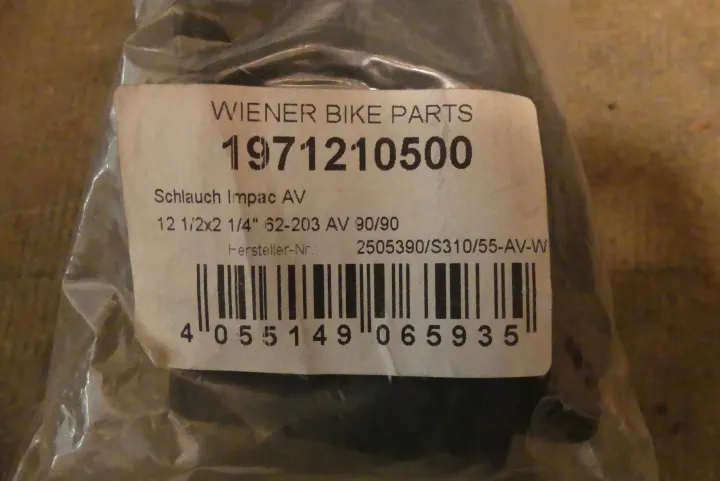 WIENER BIKE PARTS
1971210500
Schlauch Impac AV
12 1/2x2 1/4" 62-203 AV 90/90
Hersteller-Nr.: 2505390/S310/55-AV-W
4 055149 065935